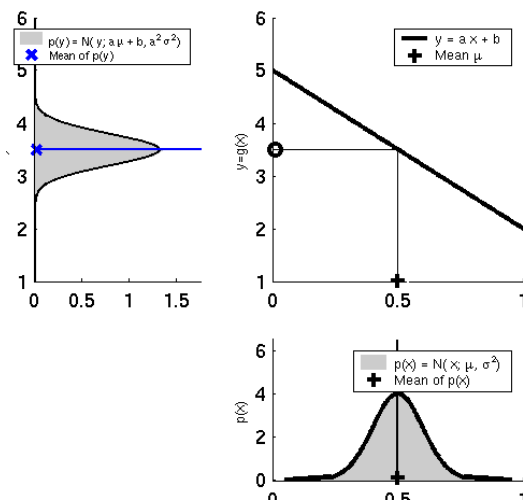 6
5
4
3
2
1
0 0.5 1 1.5
p(y) = N( y; a μ + b, a² σ²)
Mean of p(y)
6
5
4
3
2
1
0 0.5 1
y=g(x)
y = a x + b
Mean μ
6
4
2
0
0 0.5 1
p(x)
p(x) = N( x; μ, σ²)
Mean of p(x)